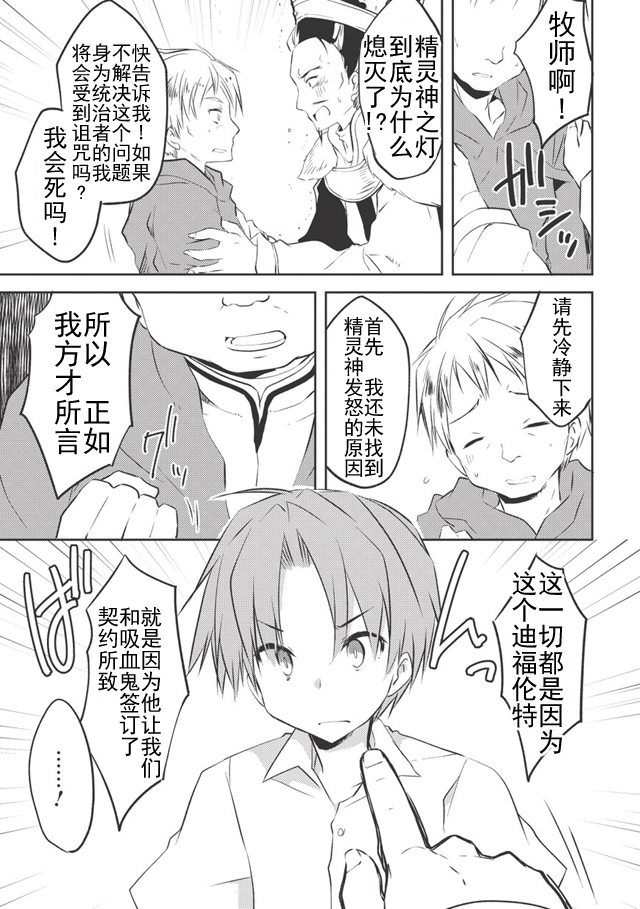 牧师啊！
精灵神之灯
到底为什么
熄灭了！？
快告诉我！如果
不解决这个问题
身为统治者的我
将会受到诅咒吗？
我会死吗！
请先冷静下来
首先 我还未找到
精灵神发怒的原因
所以 正如
我方才所言
グッ
ばっ
这一切都是因为
这个迪福伦特
就是因为他让我们
和吸血鬼签订了
契约所致
……！